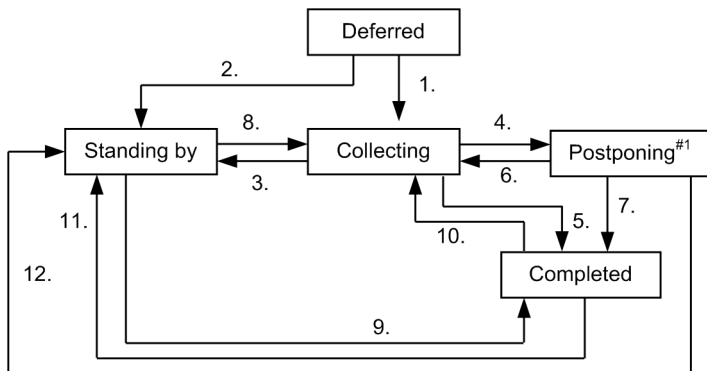 Deferred
2.
1.
8.
4.
Standing by
Collecting
Postponing#1
3.
6.
11.
10.
5.
7.
12.
Completed
9.